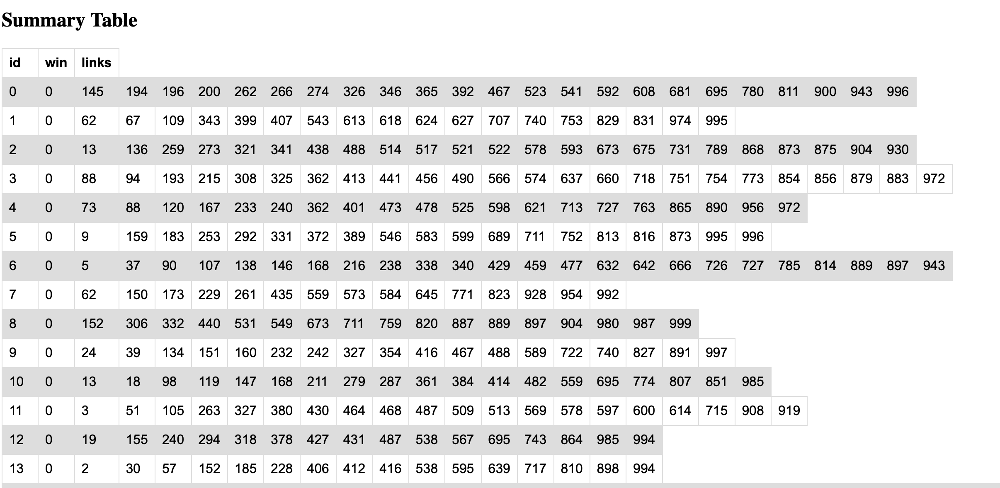 Summary Table
id win links
0 0 145 194 196 200 262 266 274 326 346 365 392 467 523 541 592 608 681 695 780 811 900 943 996
1 0 62 67 109 343 399 407 543 613 618 624 627 707 740 753 829 831 974 995
2 0 13 136 259 273 321 341 438 488 514 517 521 522 578 593 673 675 731 789 868 873 875 904 930
3 0 88 94 193 215 308 325 362 413 441 456 490 566 574 637 660 718 751 754 773 854 856 879 883 972
4 0 73 88 120 167 233 240 362 401 473 478 525 598 621 713 727 763 865 890 956 972
5 0 9 159 183 253 292 331 372 389 546 583 599 689 711 752 813 816 873 995 996
6 0 5 37 90 107 138 146 168 216 238 338 340 429 459 477 632 642 666 726 727 785 814 889 897 943
7 0 62 150 173 229 261 435 559 573 584 645 771 823 928 954 992
8 0 152 306 332 440 531 549 673 711 759 820 887 889 897 904 980 987 999
9 0 24 39 134 151 160 232 242 327 354 416 467 488 589 722 740 827 891 997
10 0 13 18 98 119 147 168 211 279 287 361 384 414 482 559 695 774 807 851 985
11 0 3 51 105 263 327 380 430 464 468 487 509 513 569 578 597 600 614 715 908 919
12 0 19 155 240 294 318 378 427 431 487 538 567 695 743 864 985 994
13 0 2 30 57 152 185 228 406 412 416 538 595 639 717 810 898 994